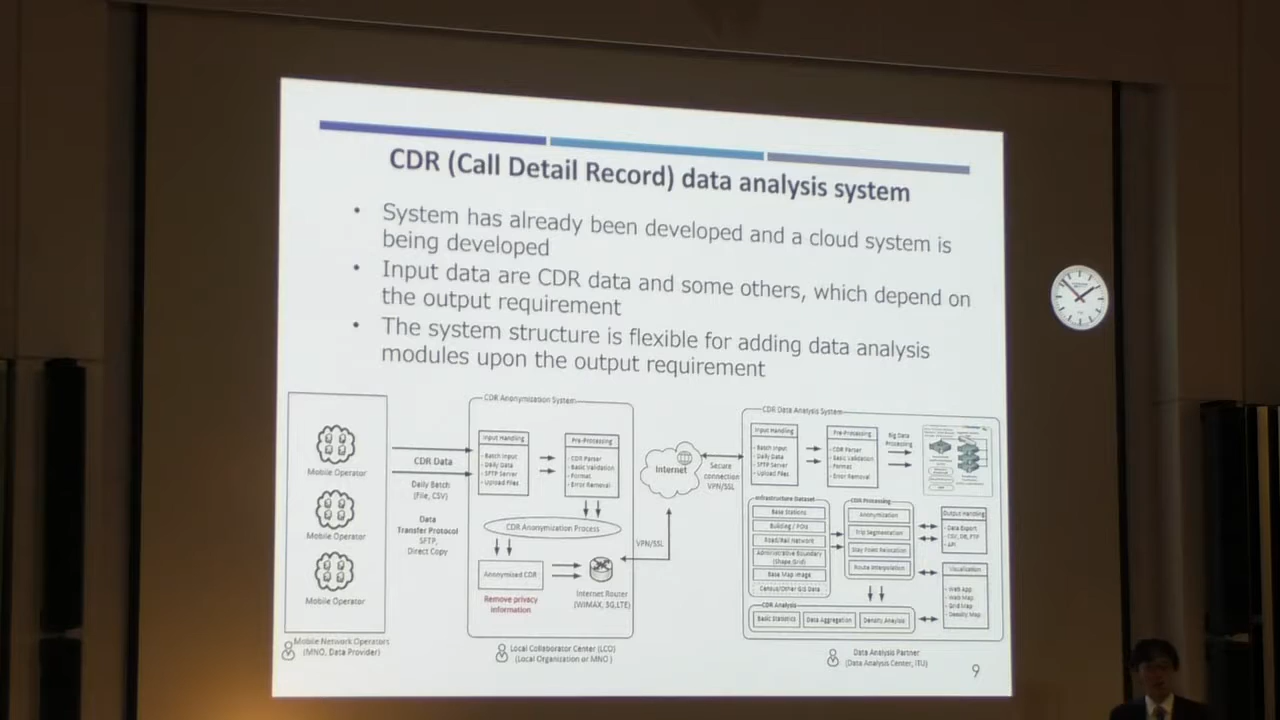 CDR (Call Detail Record) data analysis system
• System has already been developed and a cloud system is
being developed
• Input data are CDR data and some others, which depend on
the output requirement
• The system structure is flexible for adding data analysis
modules upon the output requirement
Mobile Operator
Mobile Operator
Mobile Operator
Mobile Network Operators
(MNO, Data Provider)
CDR Data
Daily Batch
(File, CSV)
Data
Transfer Protocol
SFTP,
Direct Copy
CDR Anonymization System
Input Handling
- Batch Input
- Daily Data
- SFTP Server
- Upload Files
Pre-Processing
- CDR Parser
- Basic Validation
- Format
- Error Removal
CDR Anonymization Process
Anonymized CDR
Remove privacy
information
Internet Router
(WIMAX, 3G,LTE)
Local Collaborator Center (LCO)
(Local Organization or MNO )
VPN/SSL
Internet
Secure
connection
VPN/SSL
CDR Data Analysis System
Input Handling
- Batch Input
- Daily Data
- SFTP Server
- Upload Files
Pre-Processing
- CDR Parser
- Basic Validation
- Format
- Error Removal
Big Data
Processing
Infrastructure Dataset
Base Stations
Building / POIs
Road/Rail Network
Administrative Boundary
(Shape,Grid)
Base Map Image
Census/Other GIS Data
CDR Processing
Anonymization
Trip Segmentation
Stay Point
Route Interpolation
Output Handling
- Data Export
- CSV, DB, FTP
- API
Visualization
- Web App
- Web Map
- Grid Map
- Density Map
CDR Analysis
Basic Statistics
Data Aggregation
Density Analysis
Data Analysis Partner
(Data Analysis Center, ITU)
9